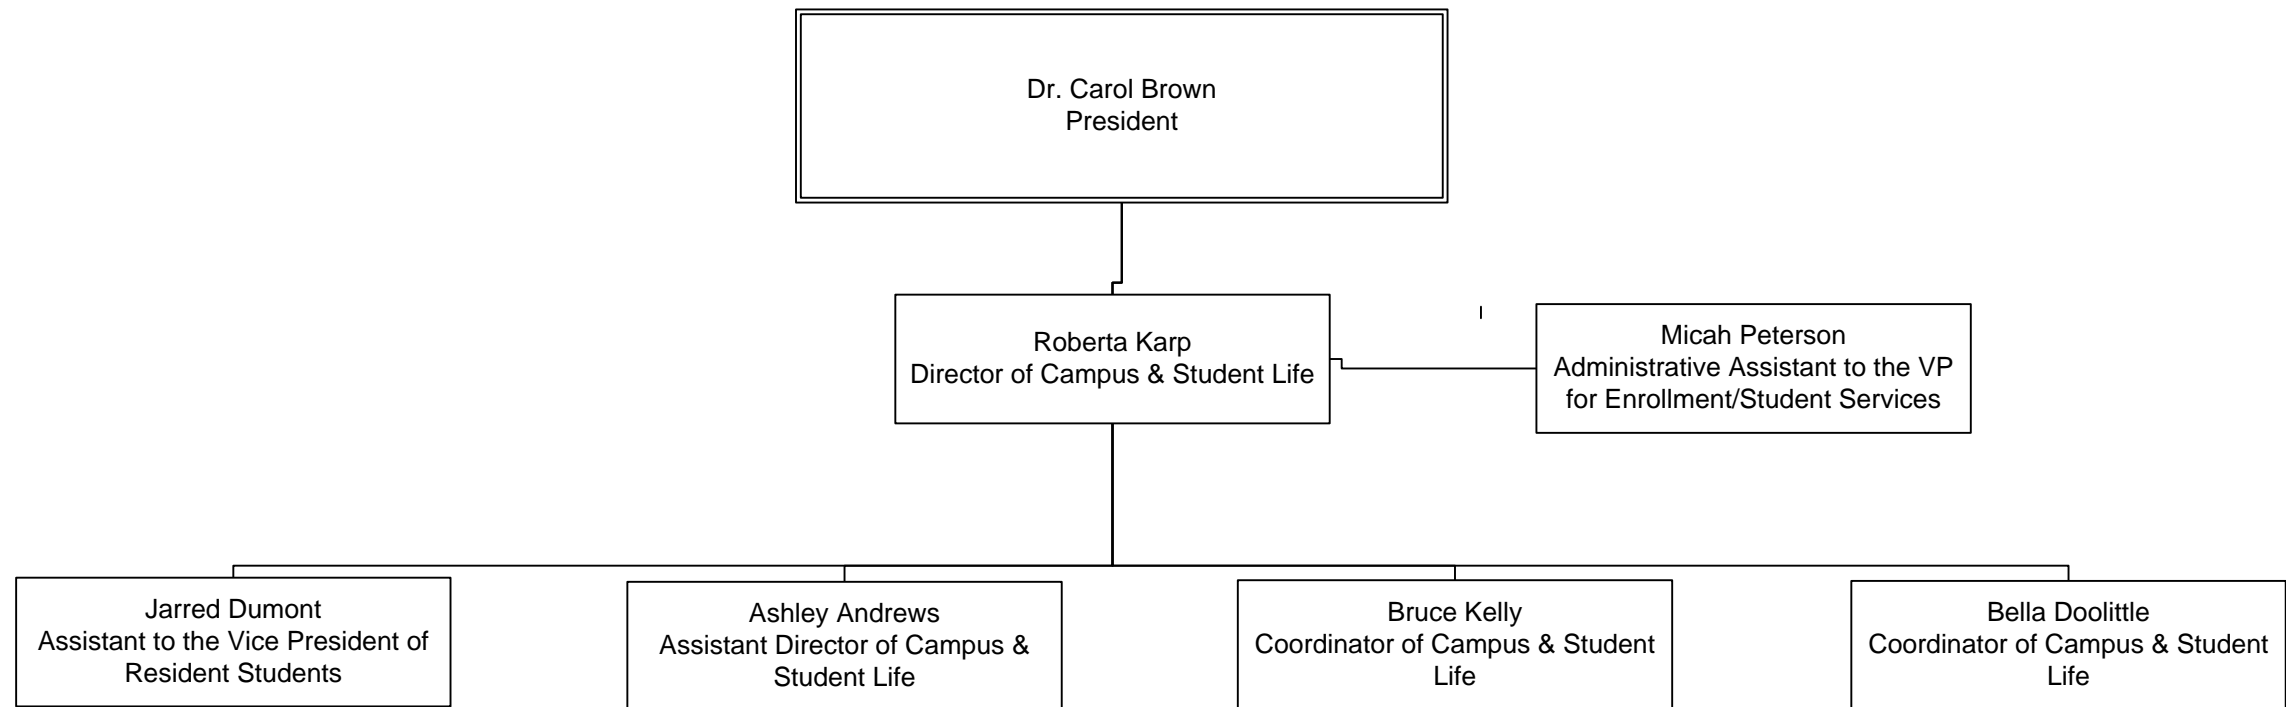 Dr. Carol Brown
President
Roberta Karp
Director of Campus & Student Life
Micah Peterson
Administrative Assistant to the VP
for Enrollment/Student Services
Jarred Dumont
Assistant to the Vice President of
Resident Students
Ashley Andrews
Assistant Director of Campus &
Student Life
Bruce Kelly
Coordinator of Campus & Student
Life
Bella Doolittle
Coordinator of Campus & Student
Life